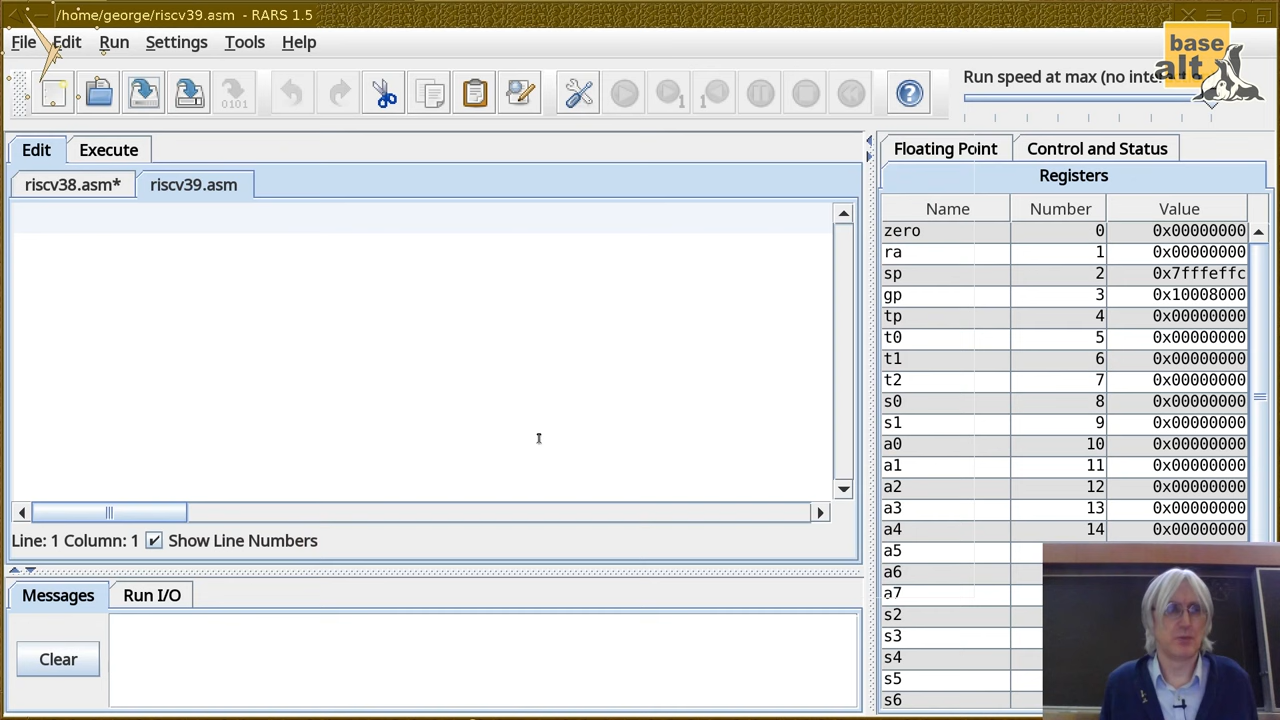 /home/george/riscv39.asm - RARS 1.5
File Edit Run Settings Tools Help
base
alt
Run speed at max (no inte
0101
1
1
?
Edit Execute
riscv38.asm* riscv39.asm
Line: 1 Column: 1 Show Line Numbers
Messages Run I/O
Clear
Floating Point Control and Status
Registers
Name Number Value
zero 0 0x00000000
ra 1 0x00000000
sp 2 0x7fffeffc
gp 3 0x10008000
tp 4 0x00000000
t0 5 0x00000000
t1 6 0x00000000
t2 7 0x00000000
s0 8 0x00000000
s1 9 0x00000000
a0 10 0x00000000
a1 11 0x00000000
a2 12 0x00000000
a3 13 0x00000000
a4 14 0x00000000
a5
a6
a7
s2
s3
s4
s5
s6